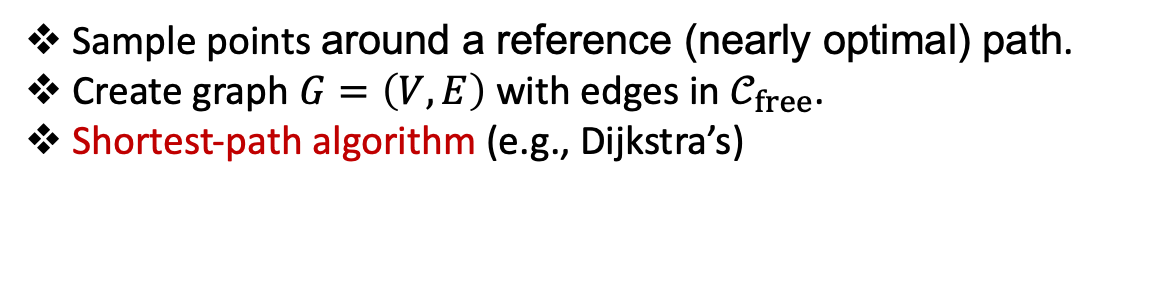 ❖ Sample points around a reference (nearly optimal) path.
❖ Create graph G = (V, E) with edges in 𝒞free.
❖ Shortest-path algorithm (e.g., Dijkstra’s)